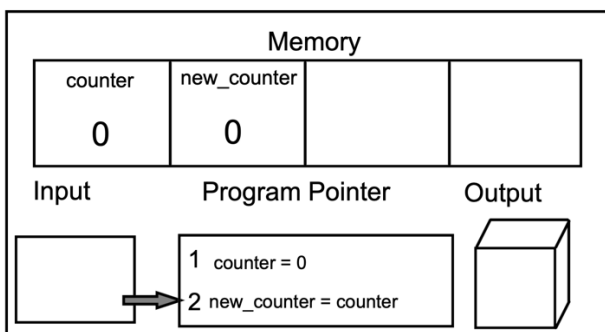 Memory
counter new_counter
0 0
Input Program Pointer Output
1 counter = 0
2 new_counter = counter